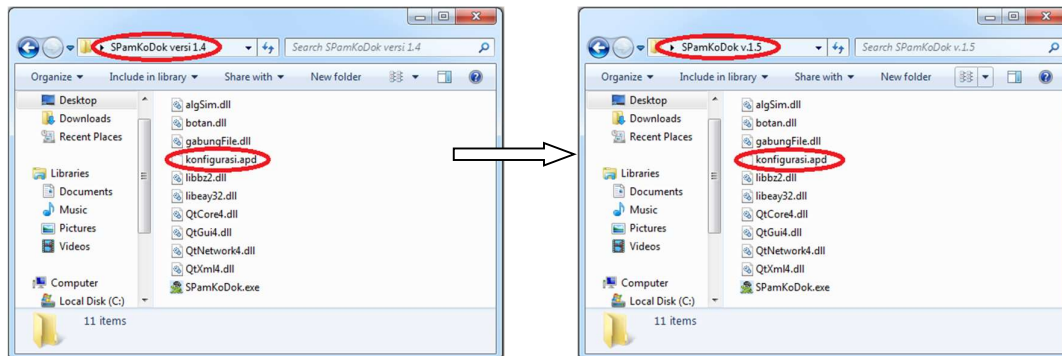 SPamKoDok versi 1.4
Search SPamKoDok versi 1.4
Organize
Include in library
Share with
New folder
Desktop
Downloads
Recent Places
Libraries
Documents
Music
Pictures
Videos
Computer
Local Disk (C:)
algSim.dll
botan.dll
gabungFile.dll
konfigurasi.apd
libbz2.dll
libeay32.dll
QtCore4.dll
QtGui4.dll
QtNetwork4.dll
QtXml4.dll
SPamKoDok.exe
11 items
SPamKoDok v.1.5
Search SPamKoDok v.1.5
Organize
Include in library
Share with
New folder
Desktop
Downloads
Recent Places
Libraries
Documents
Music
Pictures
Videos
Computer
Local Disk (C:)
algSim.dll
botan.dll
gabungFile.dll
konfigurasi.apd
libbz2.dll
libeay32.dll
QtCore4.dll
QtGui4.dll
QtNetwork4.dll
QtXml4.dll
SPamKoDok.exe
11 items